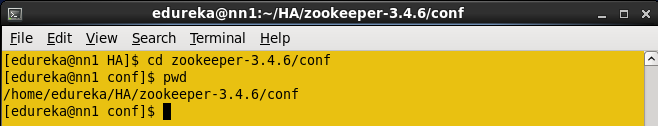 edureka@nn1:~/HA/zookeeper-3.4.6/conf
File Edit View Search Terminal Help
[edureka@nn1 HA]$ cd zookeeper-3.4.6/conf
[edureka@nn1 conf]$ pwd
/home/edureka/HA/zookeeper-3.4.6/conf
[edureka@nn1 conf]$